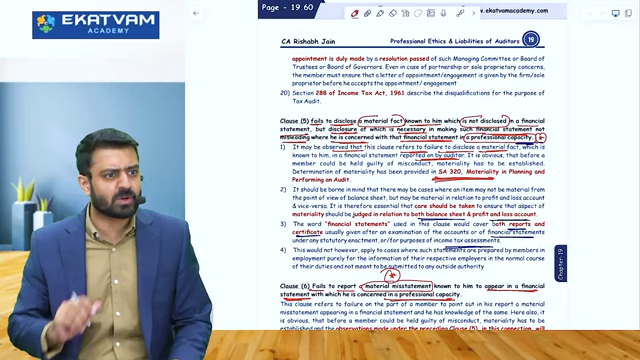 EKATVAM
ACADEMY
Page - 19.60
www.ekatvamacademy.com
CA Rishabh Jain
Professional Ethics & Liabilities of Auditors
19
appointment is duly made by a resolution passed of such Managing Committee or Board of
Trustees or Board of Governors. Even in case of partnership or sole proprietary concerns,
the member must ensure that a letter of appointment/engagement is given by the firm/sole
proprietor before he accepts the appointment/ engagement
20) Section 288 of Income Tax Act, 1961 describe the disqualifications for the purpose of
Tax Audit.
Clause (5) fails to disclose a material fact known to him which is not disclosed in a financial
statement, but disclosure of which is necessary in making such financial statement not
misleading where he is concerned with that financial statement in a professional capacity.
1) It may be observed that this clause refers to failure to disclose a material fact, which is
known to him, in a financial statement reported on by auditor. It is obvious, that before a
member could be held guilty of misconduct, materiality has to be established.
Determination of materiality has been provided in SA 320, Materiality in Planning and
Performing an Audit.
2) It should be borne in mind that there may be cases where an item may not be material from
the point of view of balance sheet, but may be material in relation to profit and loss account
& vice-versa. It is therefore essential that care should be taken to ensure that aspect of
materiality should be judged in relation to both balance sheet & profit and loss account.
3) The word "financial statements" used in this clause would cover both reports and
certificate usually given after an examination of the accounts or of financial statements
under any statutory enactment, or/for purposes of income tax assessments.
4) This would not however, apply to cases where such statements are prepared by members in
employment purely for the information of their respective employers in the normal course
of their duties and not meant to be submitted to any outside authority
Clause (6) Fails to report a material misstatement known to him to appear in a financial
statement with which he is concerned in a professional capacity.
This clause refers to failure on the part of a member to point out in his report a material
misstatement appearing in a financial statement and he has knowledge of the same. Here also,
it is obvious, that before a member could be held guilty of misconduct, materiality has to be
established and the observations made under the preceding Clause (5), in this connection, will
Chapter-19